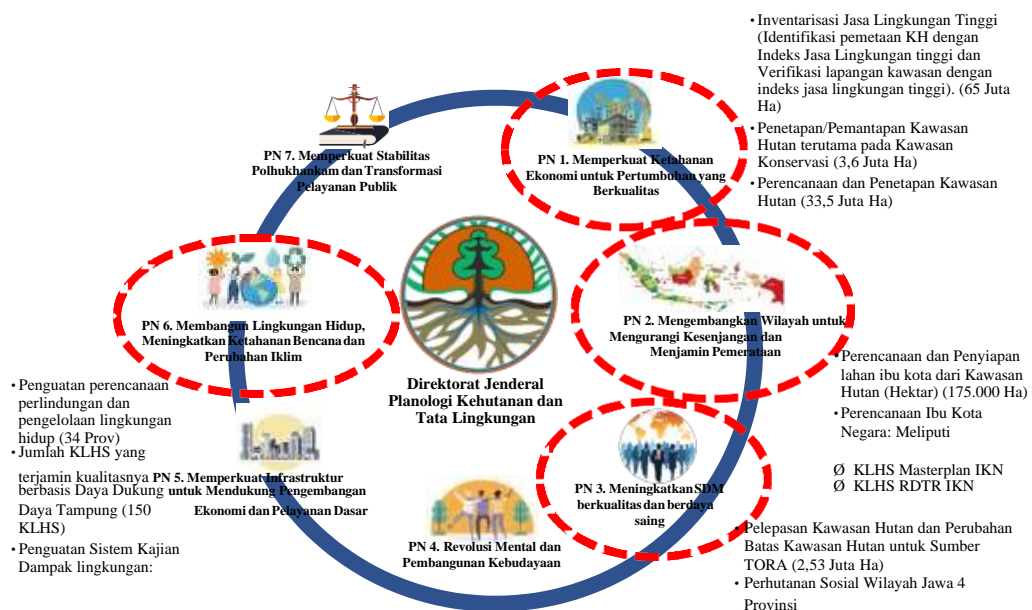 • Inventarisasi Jasa Lingkungan Tinggi
(Identifikasi pemetaan KH dengan
Indeks Jasa Lingkungan tinggi dan
Verifikasi lapangan kawasan dengan
indeks jasa lingkungan tinggi). (65 Juta
Ha)
• Penetapan/Pemantapan Kawasan
Hutan terutama pada Kawasan
Konservasi (3,6 Juta Ha)
• Perencanaan dan Penetapan Kawasan
Hutan (33,5 Juta Ha)
PN 7. Memperkuat Stabilitas
Polhukhankam dan Transformasi
Pelayanan Publik
PN 1. Memperkuat Ketahanan
Ekonomi untuk Pertumbuhan yang
Berkualitas
PN 6. Membangun Lingkungan Hidup,
Meningkatkan Ketahanan Bencana dan
Perubahan Iklim
PN 2. Mengembangkan Wilayah untuk
Mengurangi Kesenjangan dan
Menjamin Pemerataan
Direktorat Jenderal
Planologi Kehutanan dan
Tata Lingkungan
• Perencanaan dan Penyiapan
lahan ibu kota dari Kawasan
Hutan (Hektar) (175.000 Ha)
• Perencanaan Ibu Kota
Negara: Meliputi
Ø KLHS Masterplan IKN
Ø KLHS RDTR IKN
• Penguatan perencanaan
perlindungan dan
pengelolaan lingkungan
hidup (34 Prov)
• Jumlah KLHS yang
terjamin kualitasnya
berbasis Daya Dukung
Daya Tampung (150
KLHS)
• Penguatan Sistem Kajian
Dampak lingkungan:
PN 5. Memperkuat Infrastruktur
untuk Mendukung Pengembangan
Ekonomi dan Pelayanan Dasar
PN 4. Revolusi Mental dan
Pembangunan Kebudayaan
PN 3. Meningkatkan SDM
berkualitas dan berdaya
saing
• Pelepasan Kawasan Hutan dan Perubahan
Batas Kawasan Hutan untuk Sumber
TORA (2,53 Juta Ha)
• Perhutanan Sosial Wilayah Jawa 4
Provinsi